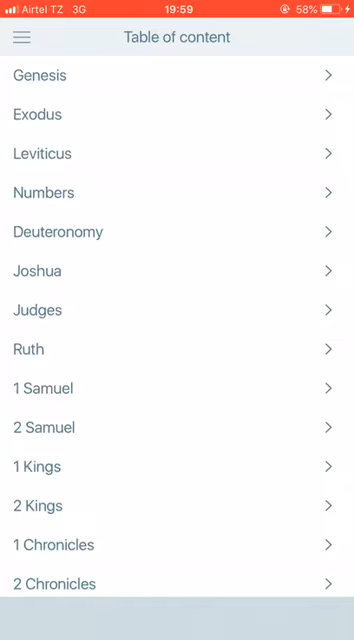 Airtel TZ 3G 19:59 58%
Table of content
Genesis
Exodus
Leviticus
Numbers
Deuteronomy
Joshua
Judges
Ruth
1 Samuel
2 Samuel
1 Kings
2 Kings
1 Chronicles
2 Chronicles